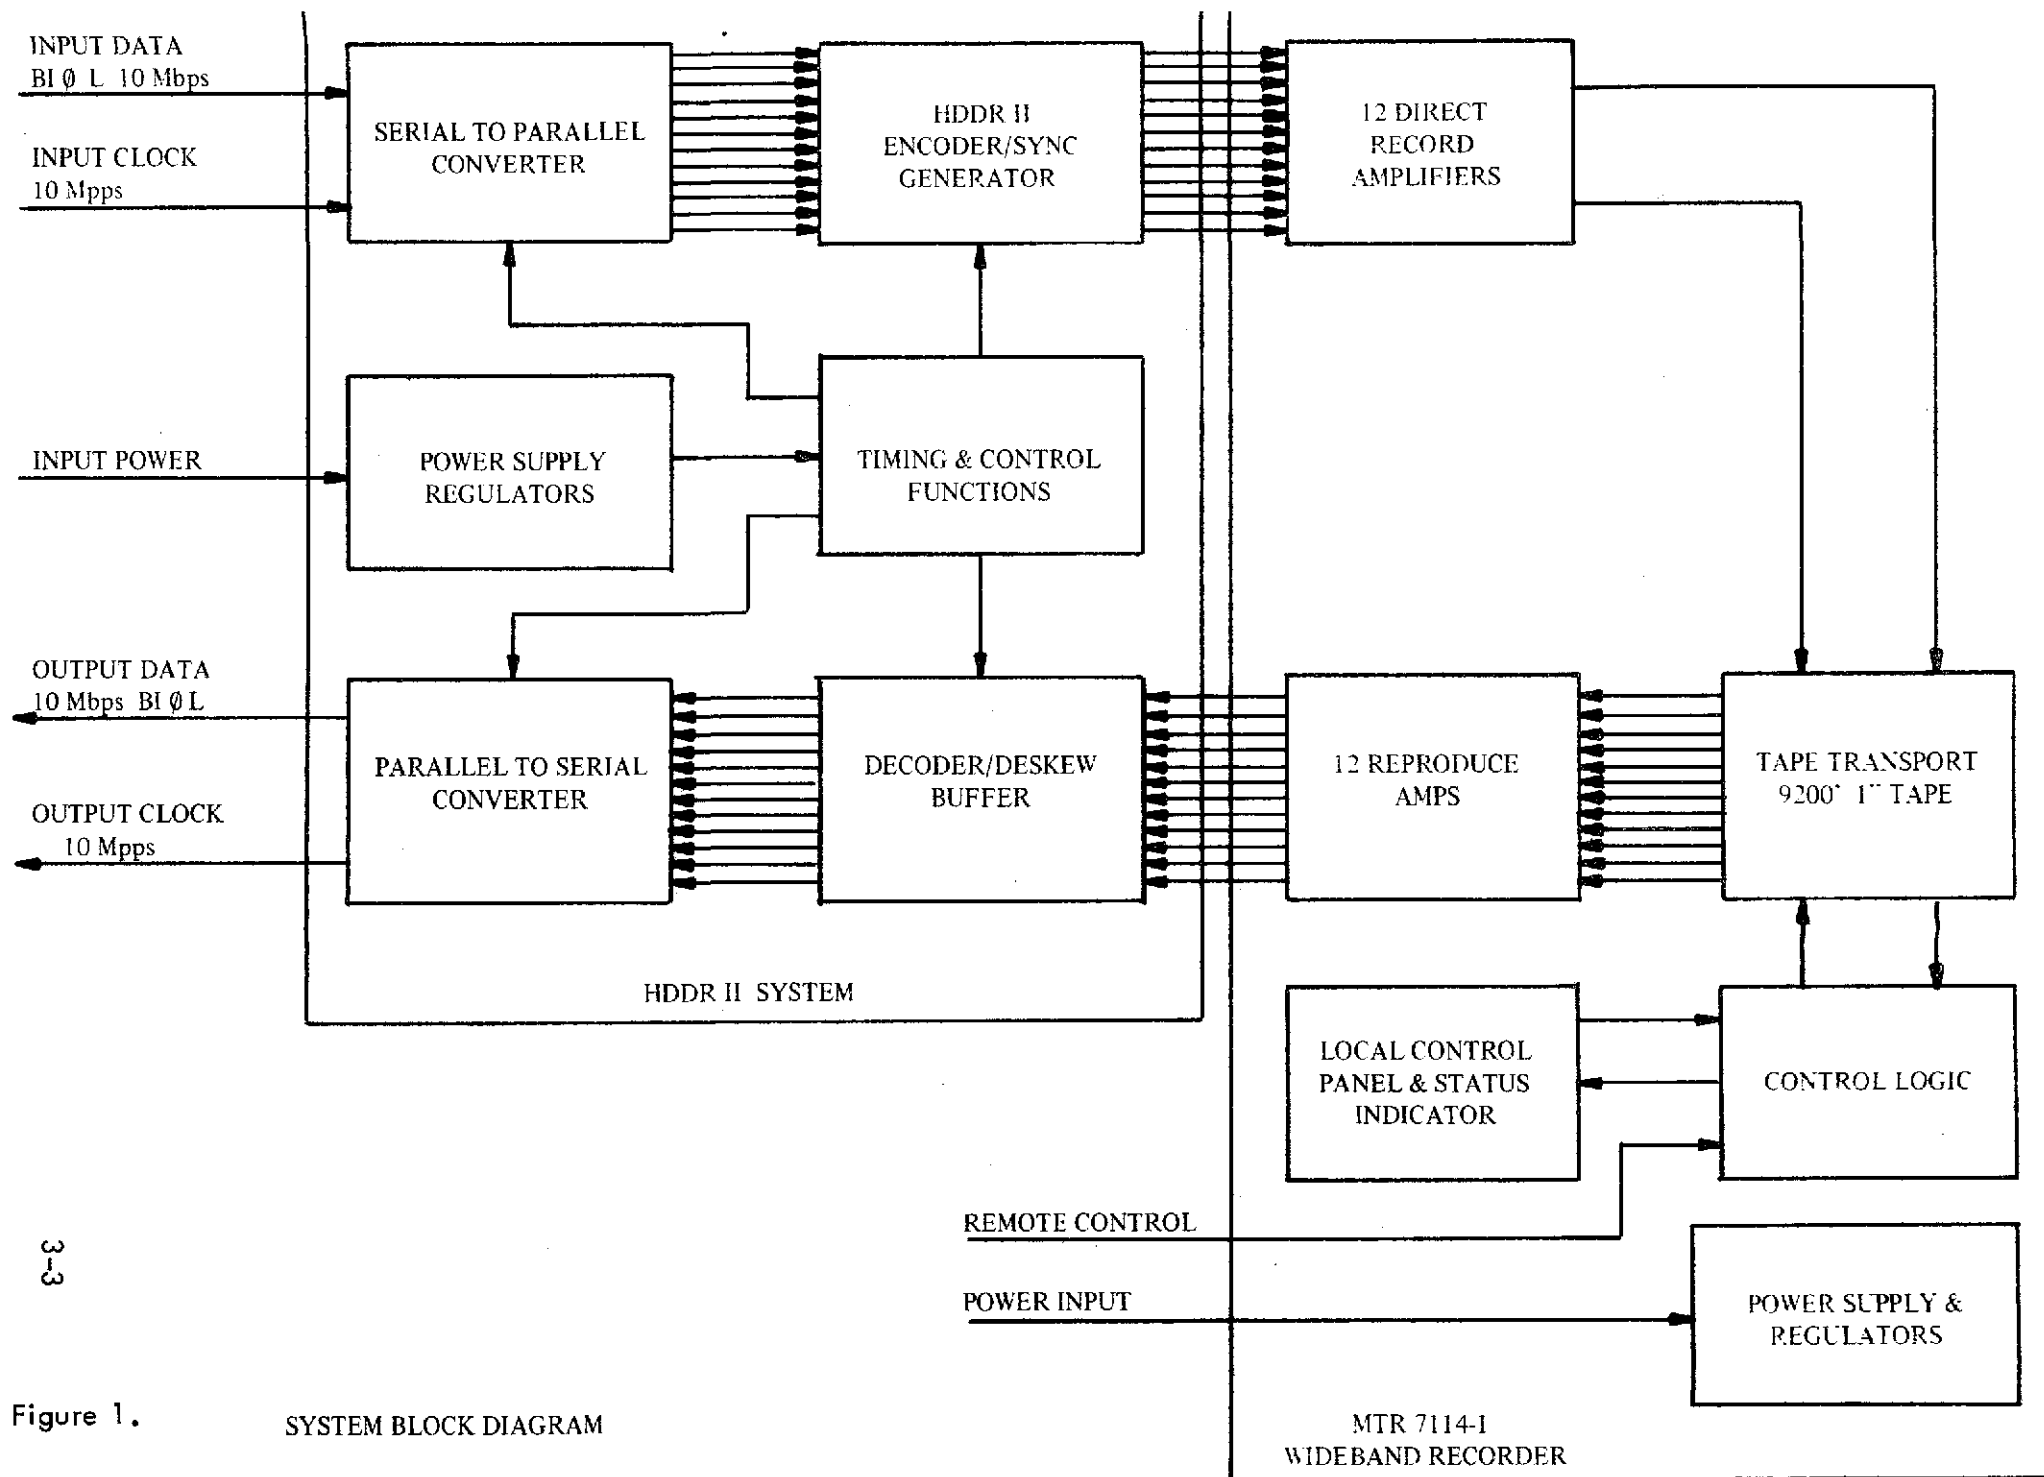 INPUT DATA
BI Ø L 10 Mbps
INPUT CLOCK
10 Mpps
SERIAL TO PARALLEL
CONVERTER
HDDR II
ENCODER/SYNC
GENERATOR
12 DIRECT
RECORD
AMPLIFIERS
INPUT POWER
POWER SUPPLY
REGULATORS
TIMING & CONTROL
FUNCTIONS
OUTPUT DATA
10 Mbps BI Ø L
OUTPUT CLOCK
10 Mpps
PARALLEL TO SERIAL
CONVERTER
DECODER/DESKEW
BUFFER
12 REPRODUCE
AMPS
TAPE TRANSPORT
9200' 1" TAPE
HDDR II SYSTEM
LOCAL CONTROL
PANEL & STATUS
INDICATOR
CONTROL LOGIC
REMOTE CONTROL
POWER INPUT
POWER SUPPLY &
REGULATORS
3-3
Figure 1.
SYSTEM BLOCK DIAGRAM
MTR 7114-1
WIDEBAND RECORDER